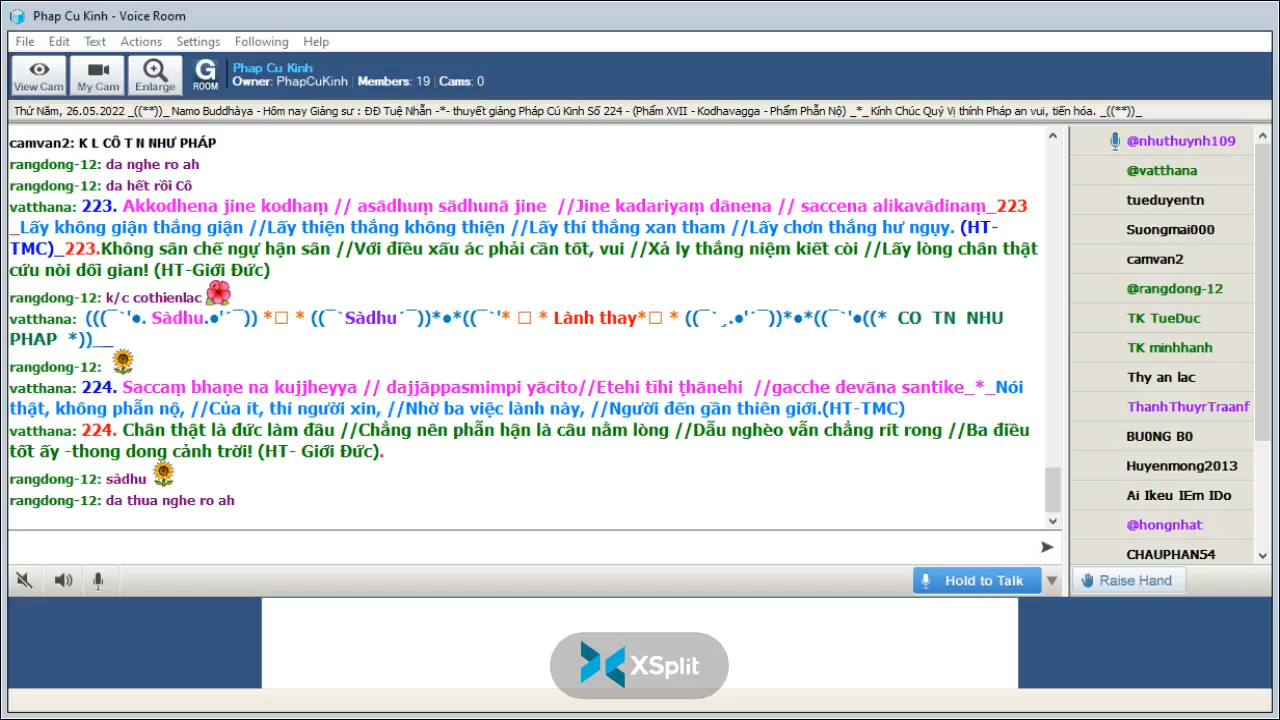 Phap Cu Kinh - Voice Room
File Edit Text Actions Settings Following Help
View Cam My Cam Enlarge G ROOM
Phap Cu Kinh
Owner: PhapCuKinh | Members: 19 | Cams: 0
Thứ Năm, 26.05.2022 _((**))_ Namo Buddhàya - Hôm nay Giảng sư : ĐĐ Tuệ Nhẫn -*- thuyết giảng Pháp Cú Kinh Số 224 - (Phẩm XVII - Kodhavagga - Phẩm Phẫn Nộ) _*_ Kính Chúc Quý Vị thính Pháp an vui, tiến hóa. _((**))_
camvan2: K L CÔ T N NHƯ PHÁP
rangdong-12: da nghe ro ah
rangdong-12: da hết rồi Cô
vatthana: 223. Akkodhena jine kodhaṃ // asādhuṃ sādhunā jine //Jine kadariyaṃ dānena // saccena alikavādinaṃ_223
_Lấy không giận thắng giận //Lấy thiện thắng không thiện //Lấy thí thắng xan tham //Lấy chơn thắng hư ngụy. (HT-
TMC)_223.Không sân chế ngự hận sân //Với điều xấu ác phải cần tốt, vui //Xả ly thắng niệm kiết còi //Lấy lòng chân thật
cứu nòi dối gian! (HT-Giới Đức)
rangdong-12: k/c cothienlac
vatthana: (((¯`'●. Sàdhu.●'´¯)) *□ * ((¯`Sàdhu´¯))*●*((¯`'* □ * Lành thay*□ * ((¯`¸.●'´¯))*●*((¯`'●((* CO TN NHU
PHAP *))__
rangdong-12:
vatthana: 224. Saccaṃ bhaṇe na kujjheyya // dajjāppasmimpi yācito//Etehi tīhi ṭhānehi //gacche devāna santike_*_Nói
thật, không phẫn nộ, //Của ít, thí người xin, //Nhờ ba việc lành này, //Người đến gần thiên giới.(HT-TMC)
vatthana: 224. Chân thật là đức làm đầu //Chẳng nên phẫn hận là câu nằm lòng //Dẫu nghèo vẫn chẳng rít rong //Ba điều
tốt ấy -thong dong cảnh trời! (HT- Giới Đức).
rangdong-12: sàdhu
rangdong-12: da thua nghe ro ah
Hold to Talk
@nhuthuynh109
@vatthana
tueduyentn
Suongmai000
camvan2
@rangdong-12
TK TueDuc
TK minhhanh
Thy an lac
ThanhThuyrTraanf
BU0NG B0
Huyenmong2013
Ai Ikeu IEm IDo
@hongnhat
CHAUPHAN54
Raise Hand
XSplit